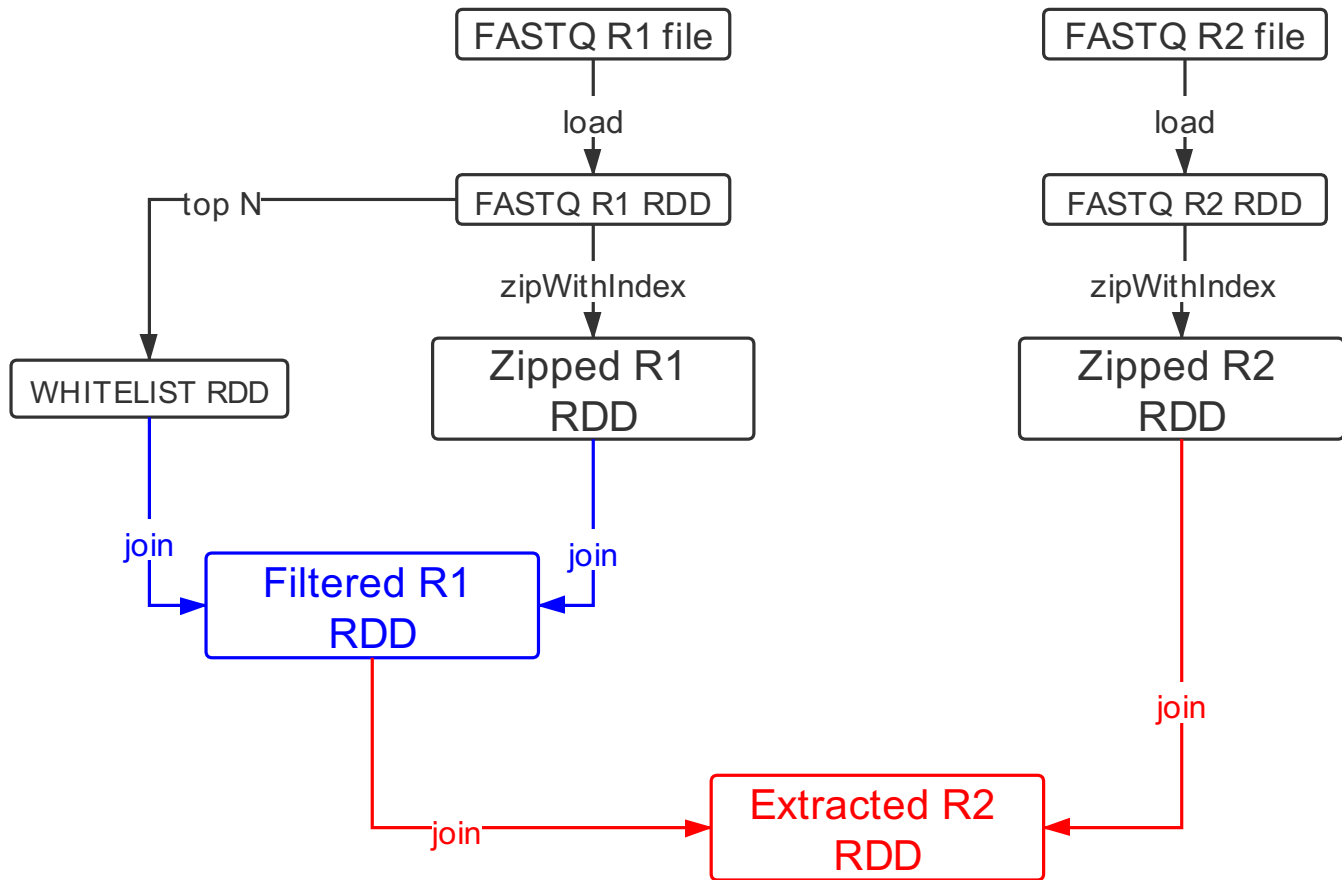 FASTQ R1 file
FASTQ R2 file
load
load
top N
FASTQ R1 RDD
FASTQ R2 RDD
zipWithIndex
zipWithIndex
WHITELIST RDD
Zipped R1
RDD
Zipped R2
RDD
join
join
Filtered R1
RDD
join
join
Extracted R2
RDD